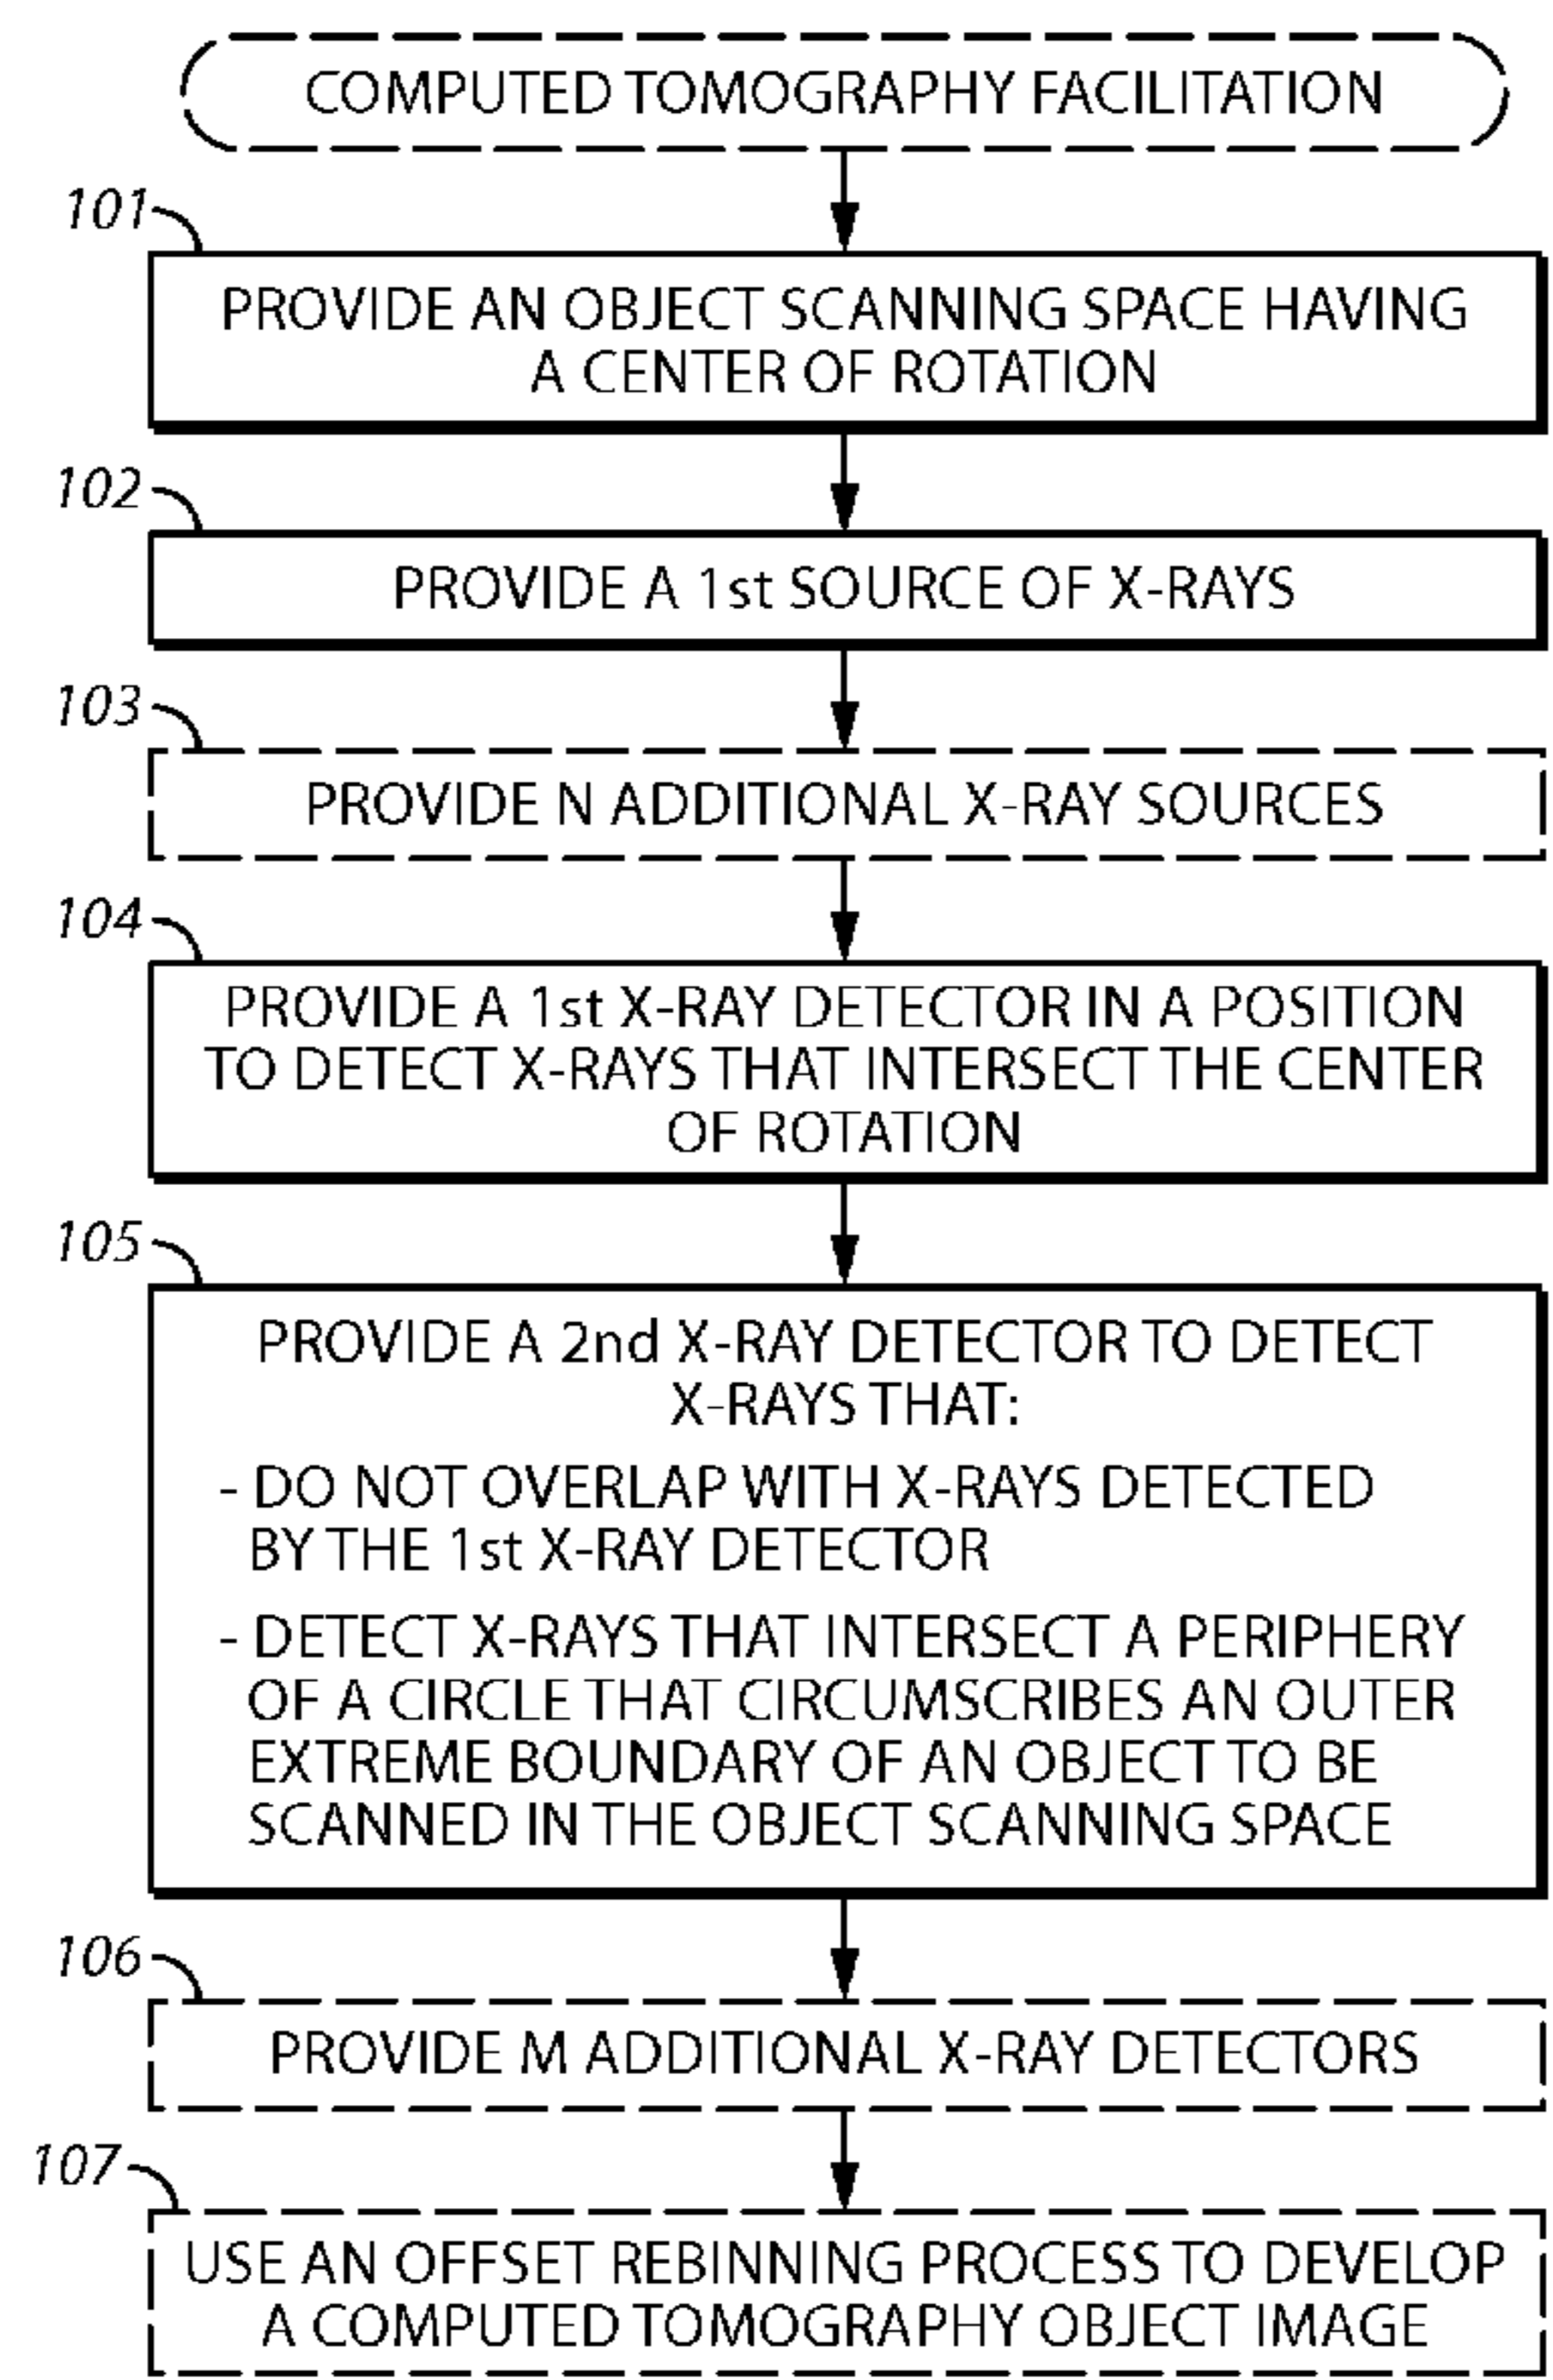 COMPUTED TOMOGRAPHY FACILITATION
101
PROVIDE AN OBJECT SCANNING SPACE HAVING
A CENTER OF ROTATION
102
PROVIDE A 1st SOURCE OF X-RAYS
103
PROVIDE N ADDITIONAL X-RAY SOURCES
104
PROVIDE A 1st X-RAY DETECTOR IN A POSITION
TO DETECT X-RAYS THAT INTERSECT THE CENTER
OF ROTATION
105
PROVIDE A 2nd X-RAY DETECTOR TO DETECT
X-RAYS THAT:
- DO NOT OVERLAP WITH X-RAYS DETECTED
BY THE 1st X-RAY DETECTOR
- DETECT X-RAYS THAT INTERSECT A PERIPHERY
OF A CIRCLE THAT CIRCUMSCRIBES AN OUTER
EXTREME BOUNDARY OF AN OBJECT TO BE
SCANNED IN THE OBJECT SCANNING SPACE
106
PROVIDE M ADDITIONAL X-RAY DETECTORS
107
USE AN OFFSET REBINNING PROCESS TO DEVELOP
A COMPUTED TOMOGRAPHY OBJECT IMAGE